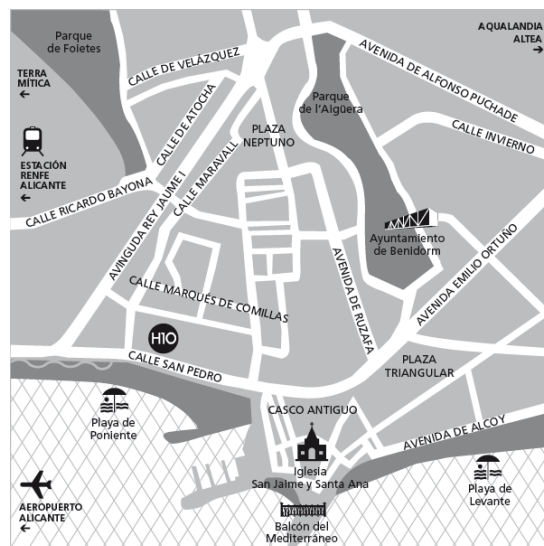 Parque
de Foietes
AQUALANDIA
ALTEA
CALLE DE VELÁZQUEZ
AVENIDA DE ALFONSO PUCHADE
TERRA
MÍTICA
Parque
de l'Aigüera
CALLE DE ATOCHA
PLAZA
NEPTUNO
CALLE INVIERNO
ESTACIÓN
RENFE
ALICANTE
CALLE MARAVALL
CALLE RICARDO BAYONA
AVINGUDA REY JAUME I
Ayuntamiento
de Benidorm
AVENIDA EMILIO ORTUÑO
AVENIDA DE RUZAFA
CALLE MARQUÉS DE COMILLAS
H10
CALLE SAN PEDRO
PLAZA
TRIANGULAR
CASCO ANTIGUO
Playa de
Poniente
AVENIDA DE ALCOY
Iglesia
San Jaime y Santa Ana
Playa de
Levante
AEROPUERTO
ALICANTE
Balcón del
Mediterráneo